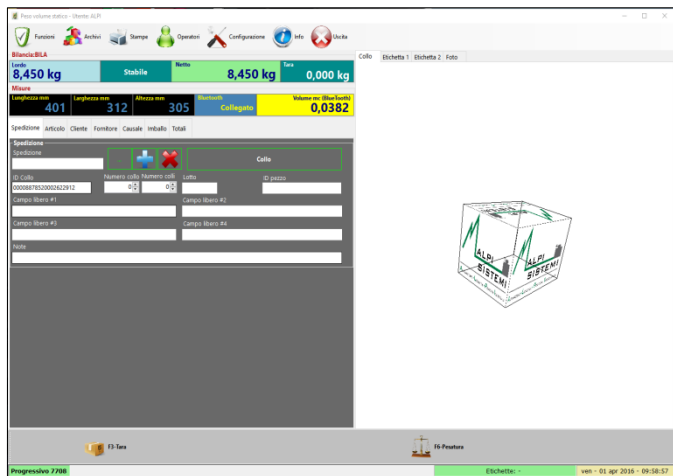 Peso volume statico - Utente: ALPI
Funzioni Archivi Stampe Operatori Configurazione Info Uscita
Bilancia:BILA
Lordo Netto Tara
8,450 kg Stabile 8,450 kg 0,000 kg
Misure
Lunghezza mm Larghezza mm Altezza mm Bluetooth Volume mc (BlueTooth)
401 312 305 Collegato 0,0382
Spedizione Articolo Cliente Fornitore Causale Imballo Totali
Spedizione
Spedizione
Collo
ID Collo Numero collo Numero colli Lotto ID pezzo
00008878520002622912 0 0
Campo libero #1 Campo libero #2
Campo libero #3 Campo libero #4
Note
Collo Etichetta 1 Etichetta 2 Foto
ALPI
SISTEMI
ALPI
SISTEMI
F3-Tara F6-Pesatura
Progressivo 7708 Etichette: - ven - 01 apr 2016 - 09:58:57